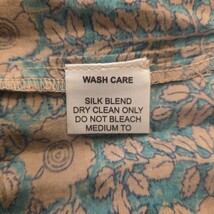 WASH CARE
SILK BLEND
DRY CLEAN ONLY
DO NOT BLEACH
MEDIUM TO